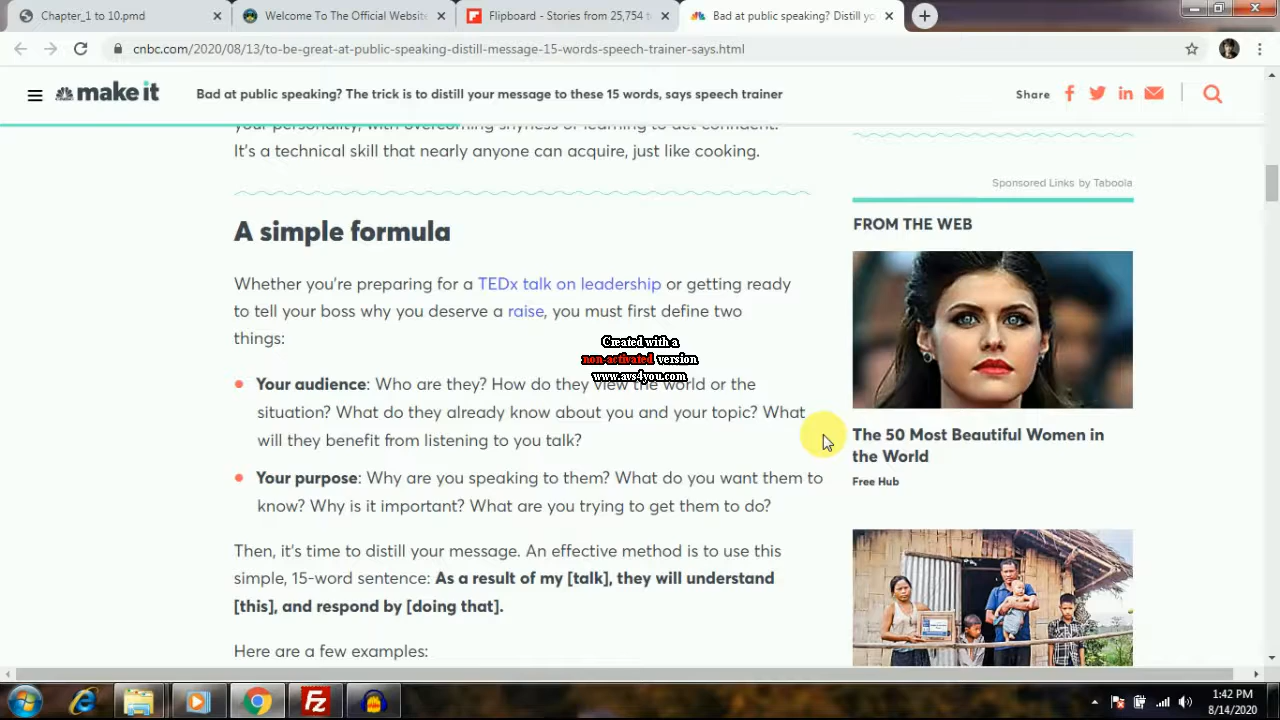 Chapter_1 to 10.pmd
Welcome To The Official Website
Flipboard - Stories from 25,754 t
Bad at public speaking? Distill yo
cnbc.com/2020/08/13/to-be-great-at-public-speaking-distill-message-15-words-speech-trainer-says.html
make it
Bad at public speaking? The trick is to distill your message to these 15 words, says speech trainer
Share
your personality, with overcoming shyness or learning to act confident.
It's a technical skill that nearly anyone can acquire, just like cooking.
A simple formula
Whether you're preparing for a TEDx talk on leadership or getting ready
to tell your boss why you deserve a raise, you must first define two
things:
Created with a
non-activated version
www.avs4you.com
Your audience: Who are they? How do they view the world or the
situation? What do they already know about you and your topic? What
will they benefit from listening to you talk?
Your purpose: Why are you speaking to them? What do you want them to
know? Why is it important? What are you trying to get them to do?
Then, it's time to distill your message. An effective method is to use this
simple, 15-word sentence: As a result of my [talk], they will understand
[this], and respond by [doing that].
Here are a few examples:
Sponsored Links by Taboola
FROM THE WEB
The 50 Most Beautiful Women in
the World
Free Hub
1:42 PM
8/14/2020